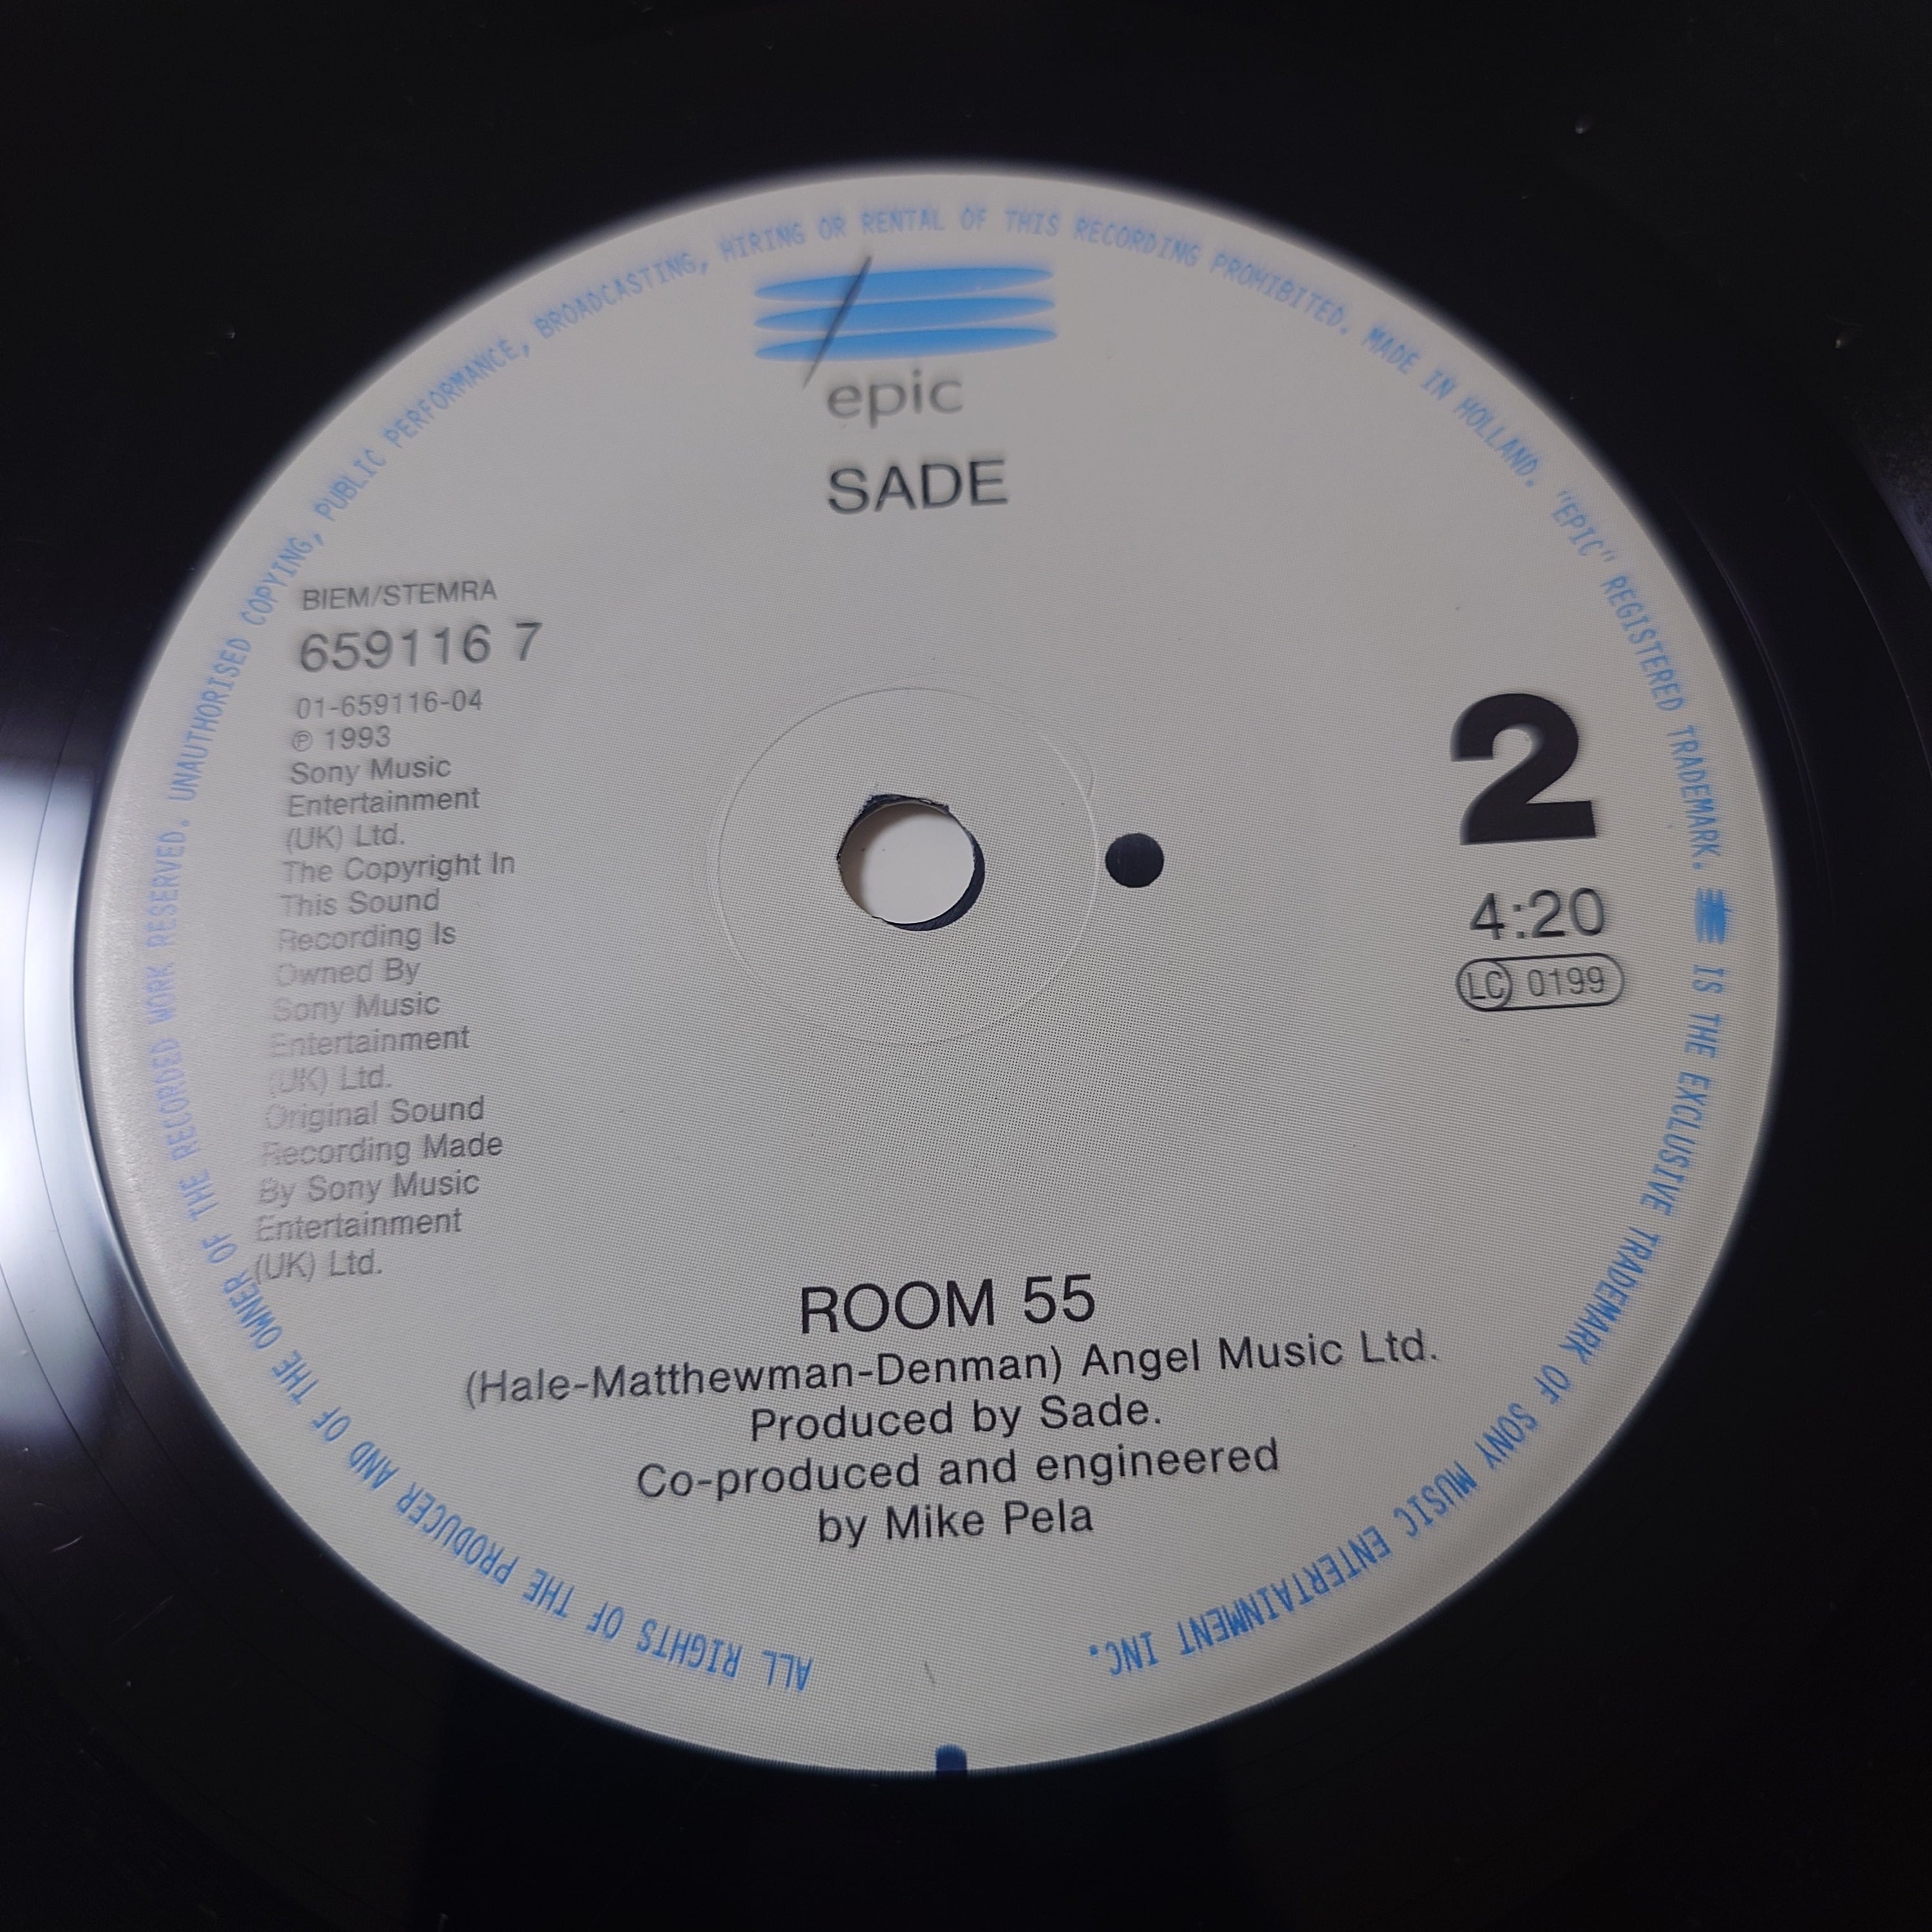 ALL RIGHTS OF THE PRODUCER AND OF THE OWNER OF THE RECORDED WORK RESERVED. UNAUTHORISED COPYING, PUBLIC PERFORMANCE, BROADCASTING, HIRING OR RENTAL OF THIS RECORDING PROHIBITED. MADE IN HOLLAND. "EPIC" REGISTERED TRADEMARK. IS THE EXCLUSIVE TRADEMARK OF SONY MUSIC ENTERTAINMENT INC.
epic
SADE
BIEM/STEMRA
659116 7
01-659116-04
℗ 1993
Sony Music
Entertainment
(UK) Ltd.
The Copyright In
This Sound
Recording Is
Owned By
Sony Music
Entertainment
(UK) Ltd.
Original Sound
Recording Made
By Sony Music
Entertainment
(UK) Ltd.
2
4:20
LC 0199
ROOM 55
(Hale-Matthewman-Denman) Angel Music Ltd.
Produced by Sade.
Co-produced and engineered
by Mike Pela